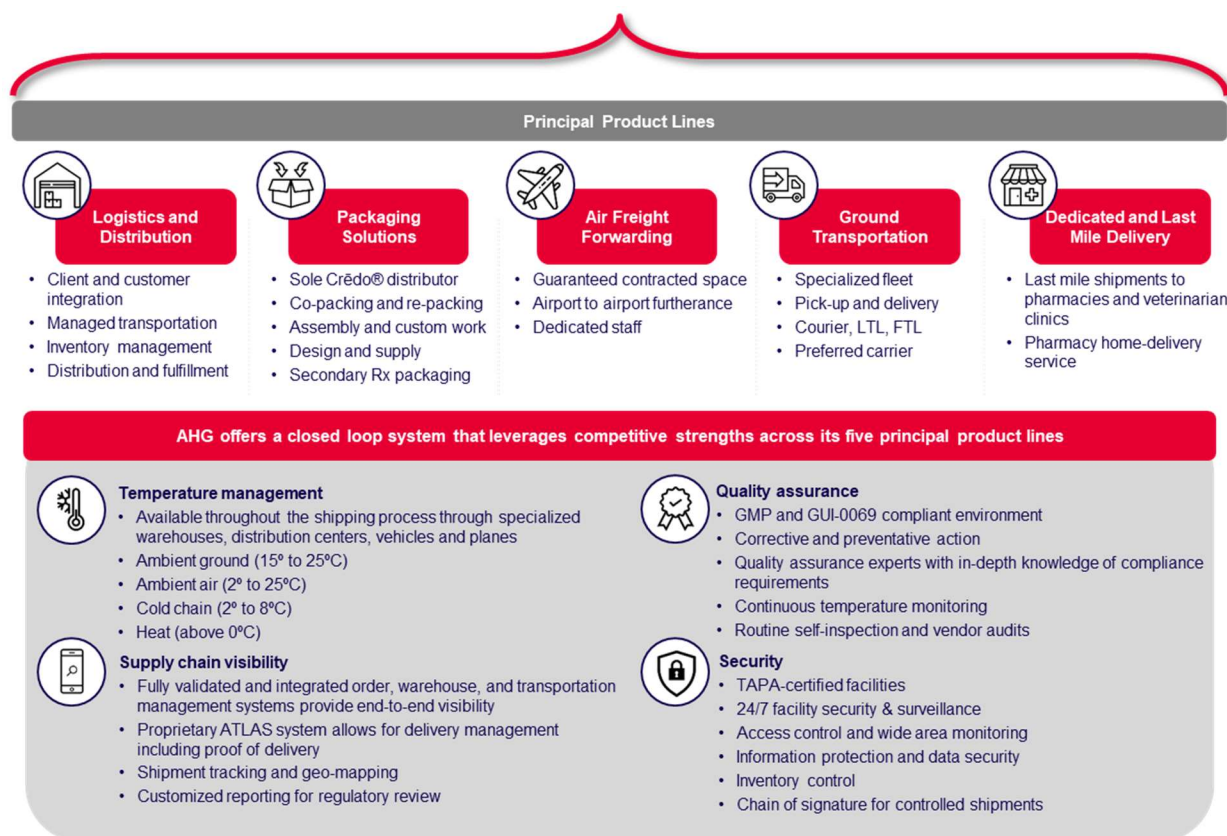 Principal Product Lines
Logistics and
Distribution
• Client and customer
integration
• Managed transportation
• Inventory management
• Distribution and fulfillment
Packaging
Solutions
• Sole Crēdo® distributor
• Co-packing and re-packing
• Assembly and custom work
• Design and supply
• Secondary Rx packaging
Air Freight
Forwarding
• Guaranteed contracted space
• Airport to airport furtherance
• Dedicated staff
Ground
Transportation
• Specialized fleet
• Pick-up and delivery
• Courier, LTL, FTL
• Preferred carrier
Dedicated and Last
Mile Delivery
• Last mile shipments to
pharmacies and veterinarian
clinics
• Pharmacy home-delivery
service
AHG offers a closed loop system that leverages competitive strengths across its five principal product lines
Temperature management
• Available throughout the shipping process through specialized
warehouses, distribution centers, vehicles and planes
• Ambient ground (15º to 25ºC)
• Ambient air (2º to 25ºC)
• Cold chain (2º to 8ºC)
• Heat (above 0ºC)
Supply chain visibility
• Fully validated and integrated order, warehouse, and transportation
management systems provide end-to-end visibility
• Proprietary ATLAS system allows for delivery management
including proof of delivery
• Shipment tracking and geo-mapping
• Customized reporting for regulatory review
Quality assurance
• GMP and GUI-0069 compliant environment
• Corrective and preventative action
• Quality assurance experts with in-depth knowledge of compliance
requirements
• Continuous temperature monitoring
• Routine self-inspection and vendor audits
Security
• TAPA-certified facilities
• 24/7 facility security & surveillance
• Access control and wide area monitoring
• Information protection and data security
• Inventory control
• Chain of signature for controlled shipments